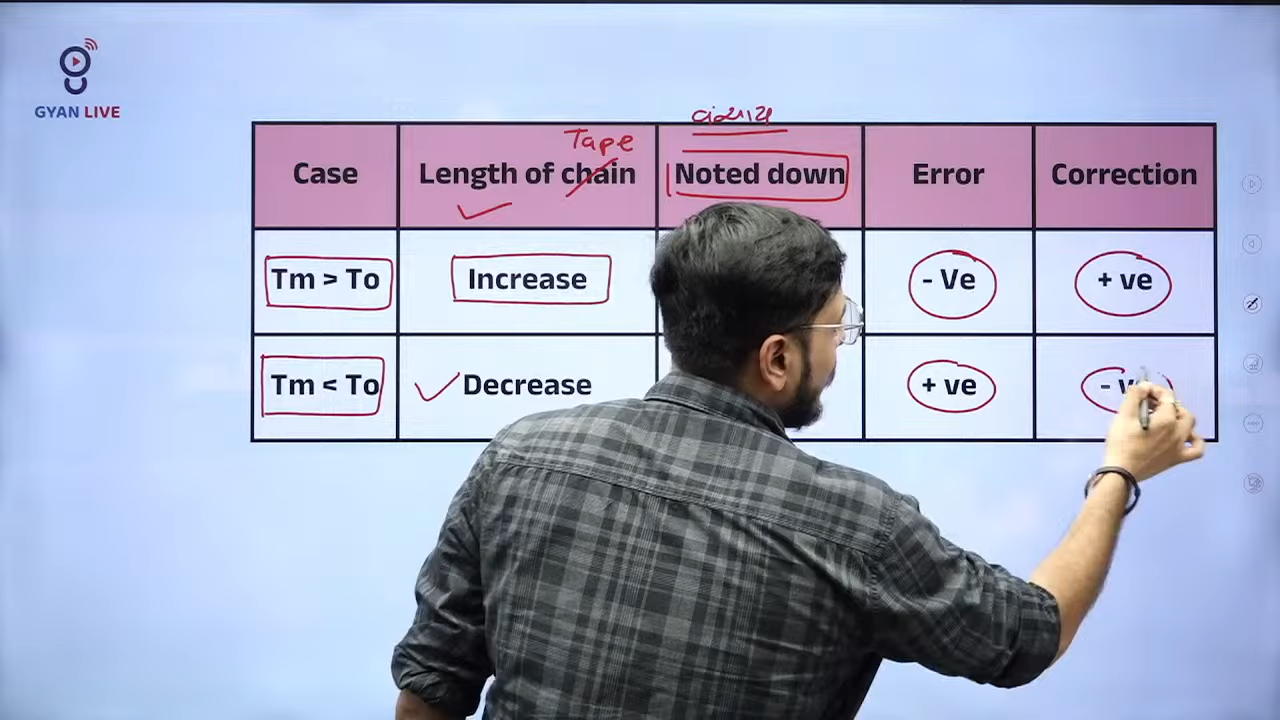 GYAN LIVE
Case
Length of chain
Tape
Noted down
Error
Correction
Tm > To
Increase
- Ve
+ ve
Tm < To
Decrease
+ ve